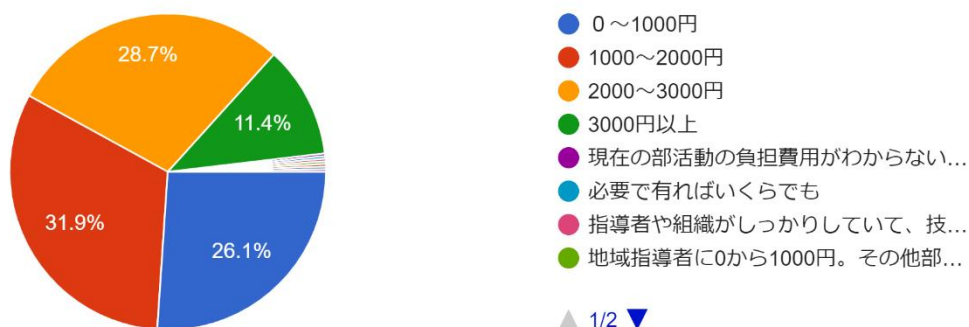 28.7%
11.4%
31.9%
26.1%
0～1000円
1000～2000円
2000～3000円
3000円以上
現在の部活動の負担費用がわからない…
必要で有ればいくらでも
指導者や組織がしっかりしていて、技…
地域指導者に0から1000円。その他部…
1/2